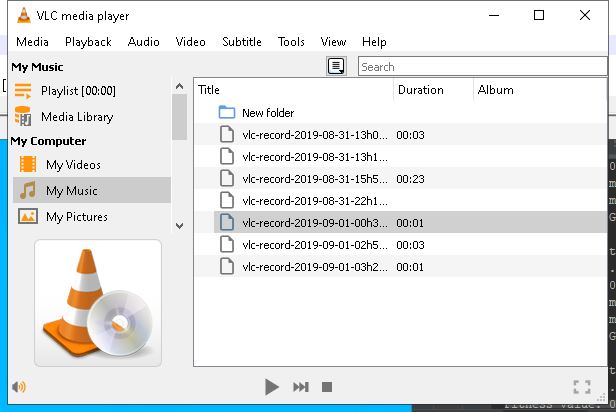 VLC media player
Media Playback Audio Video Subtitle Tools View Help
My Music
Search
Playlist [00:00]
Media Library
My Computer
My Videos
My Music
My Pictures
Title Duration Album
New folder
vlc-record-2019-08-31-13h0... 00:03
vlc-record-2019-08-31-13h1...
vlc-record-2019-08-31-15h5... 00:23
vlc-record-2019-08-31-22h1...
vlc-record-2019-09-01-00h3... 00:01
vlc-record-2019-09-01-02h5... 00:03
vlc-record-2019-09-01-03h2... 00:01